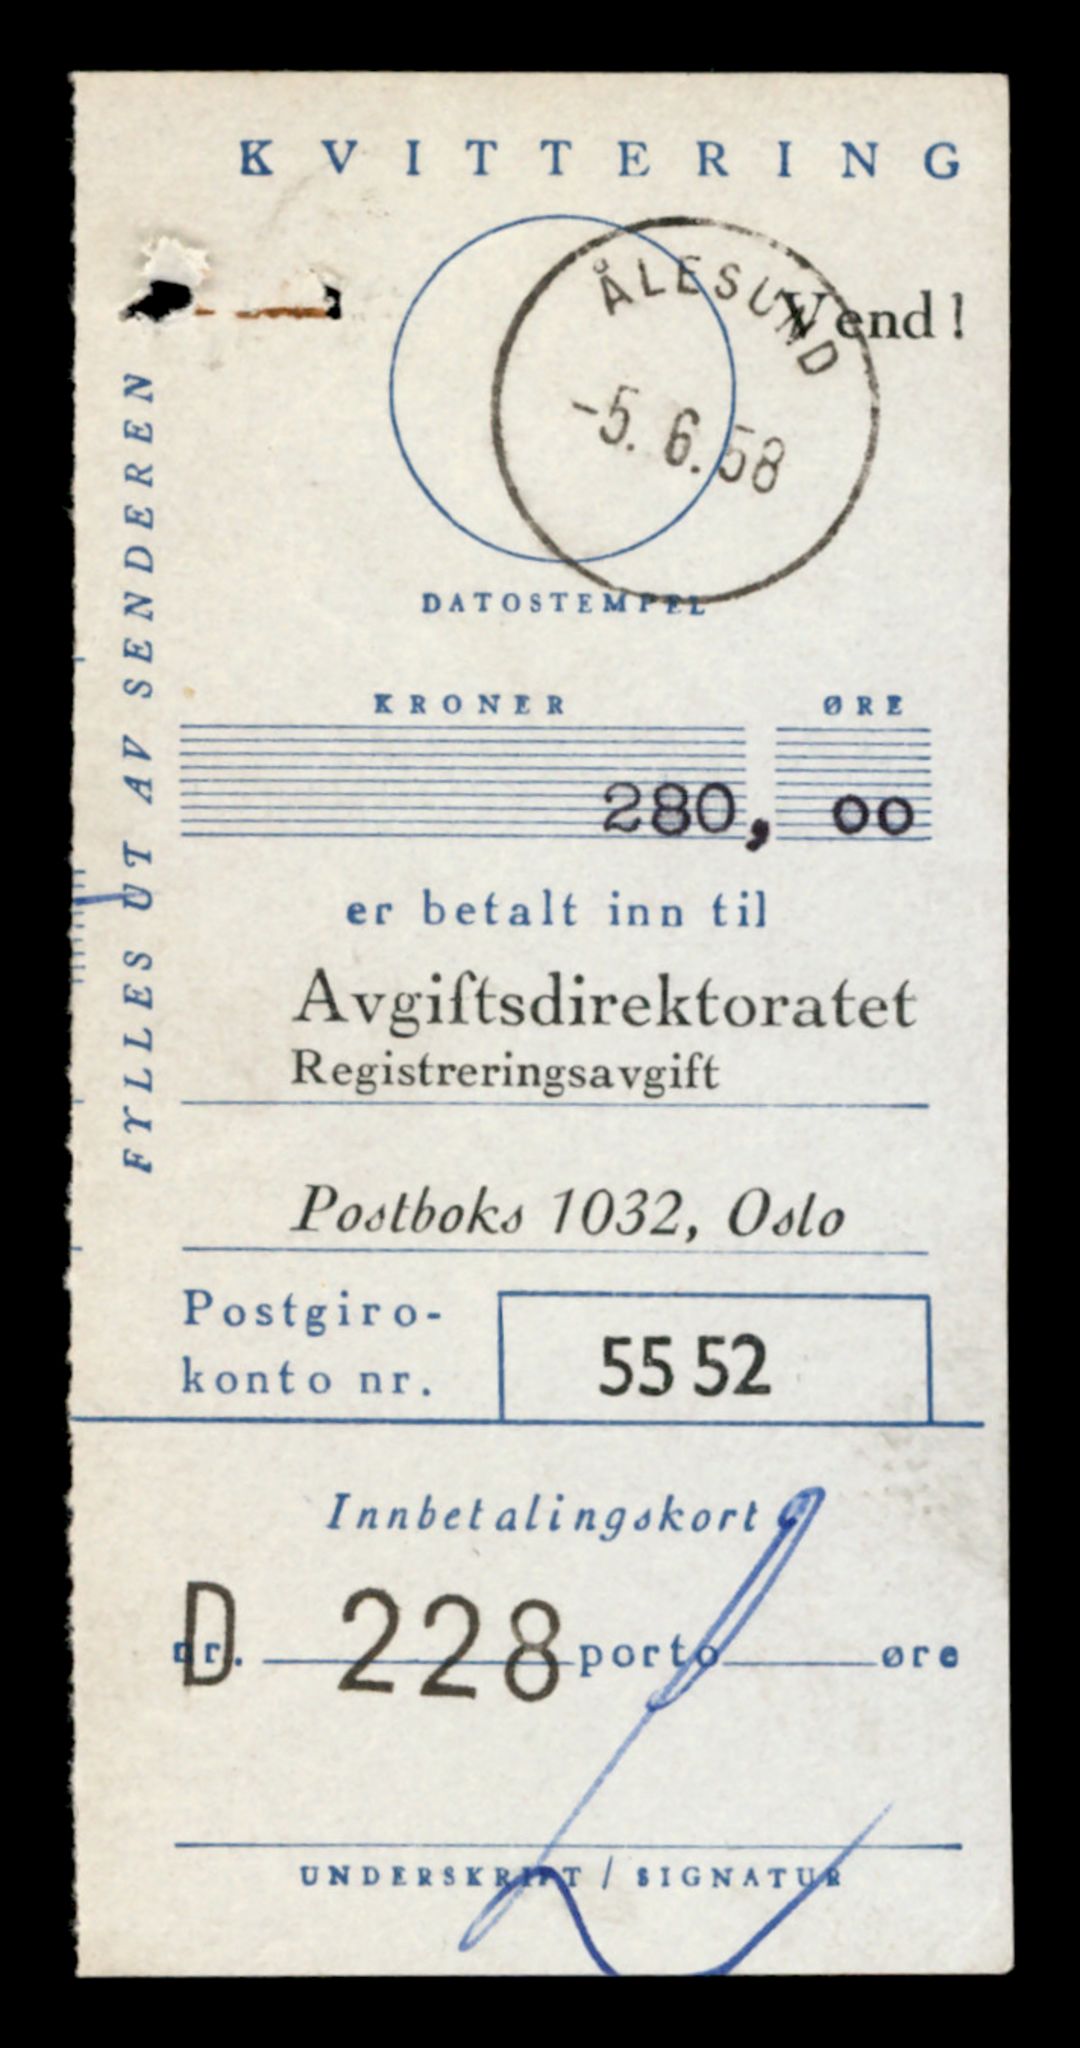 KVITTERING
ÅLESUND
Vend!
-5. 6. 58
DATOSTEMPEL
FYLLES UT AV SENDEREN
KRONER ØRE
280, 00
er betalt inn til
Avgiftsdirektoratet
Registreringsavgift
Postboks 1032, Oslo
Postgiro-
konto nr. 55 52
Innbetalingskort
nr. D 228 porto øre
UNDERSKRIFT / SIGNATUR